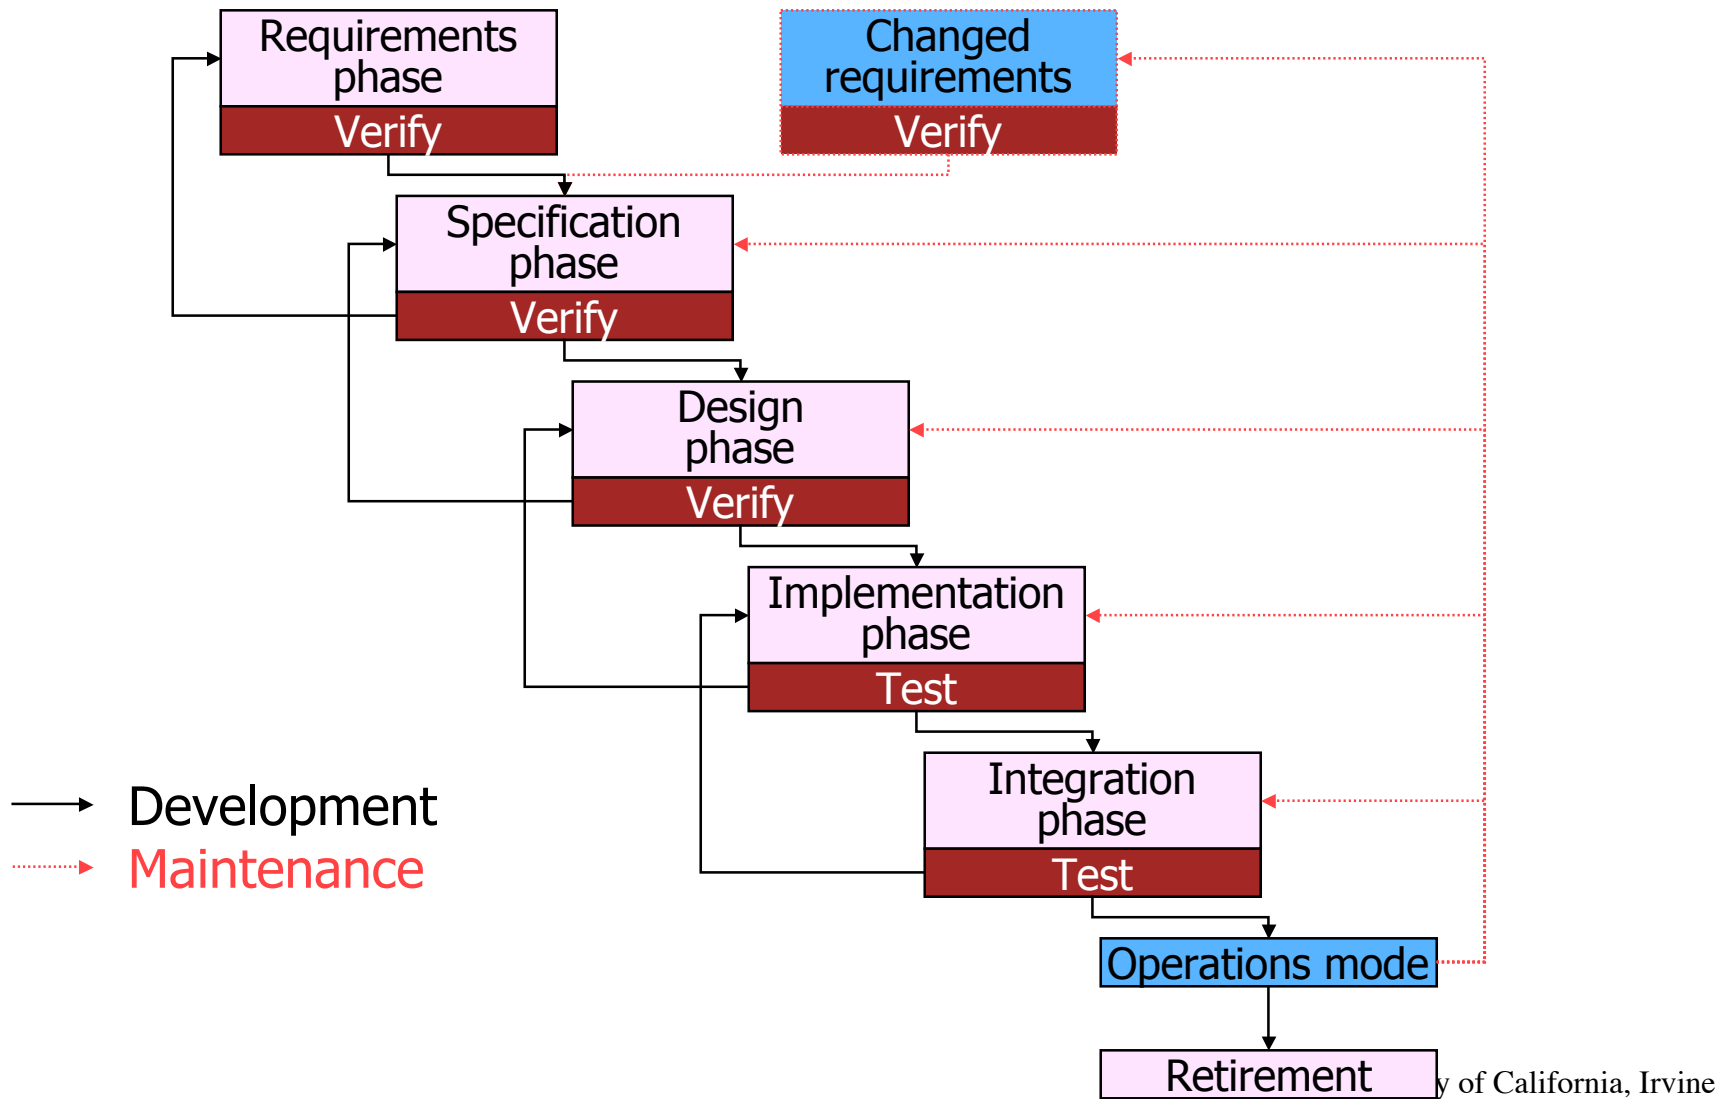 Requirements
phase
Verify
Changed
requirements
Verify
Specification
phase
Verify
Design
phase
Verify
Implementation
phase
Test
Integration
phase
Test
Development
Maintenance
Operations mode
Retirement
of California, Irvine